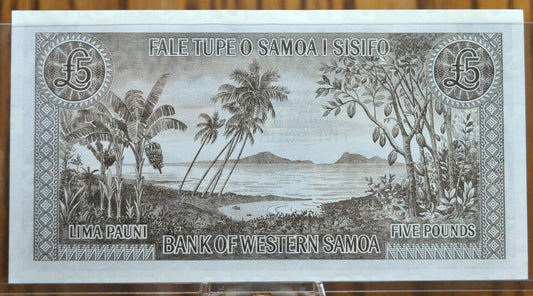 £5 FALE TUPE O SAMOA I SISIFO £5
LIMA PAUNI
BANK OF WESTERN SAMOA
FIVE POUNDS